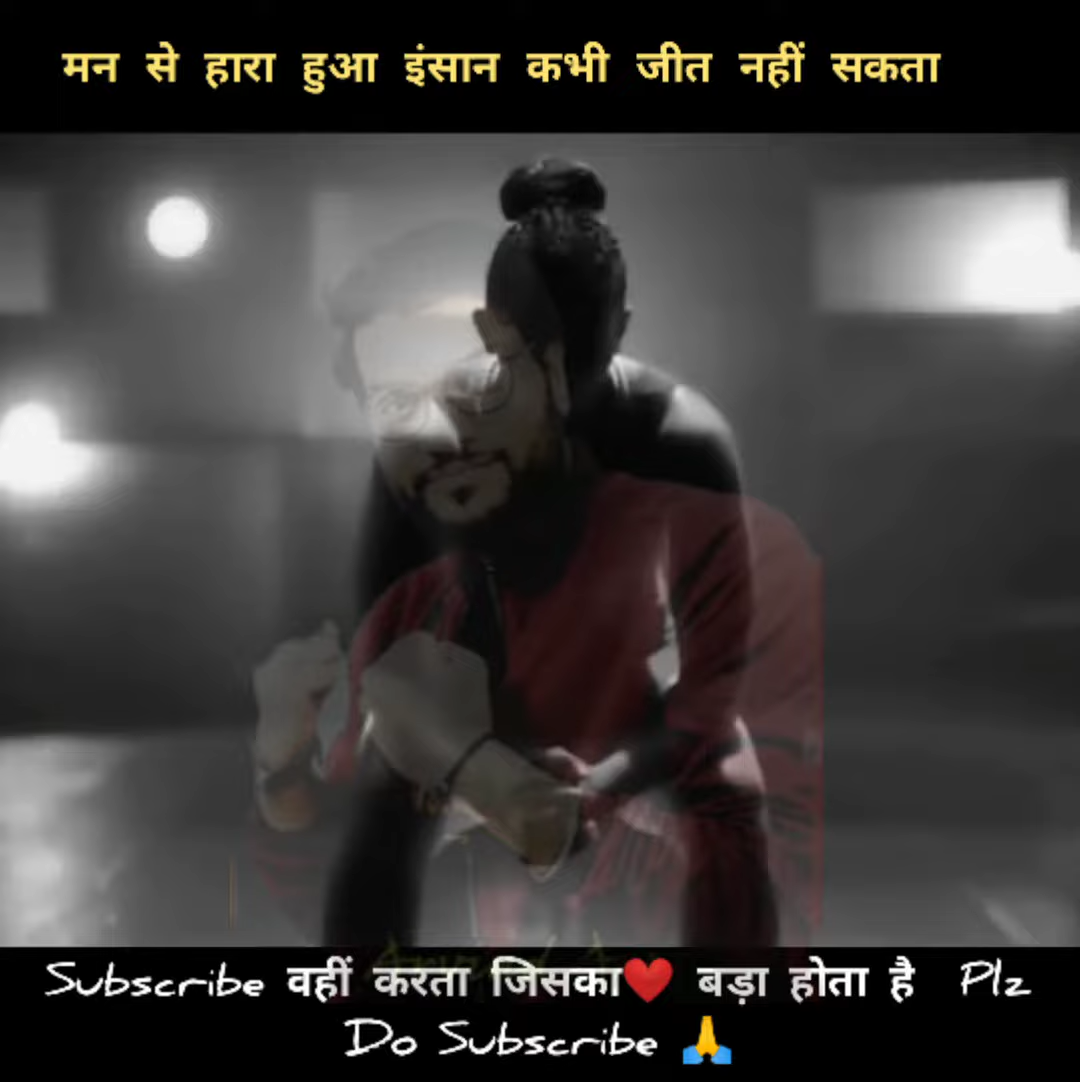 मन से हारा हुआ इंसान कभी जीत नहीं सकता
Subscribe वहीं करता जिसका❤️ बड़ा होता है Plz
Do Subscribe 🙏